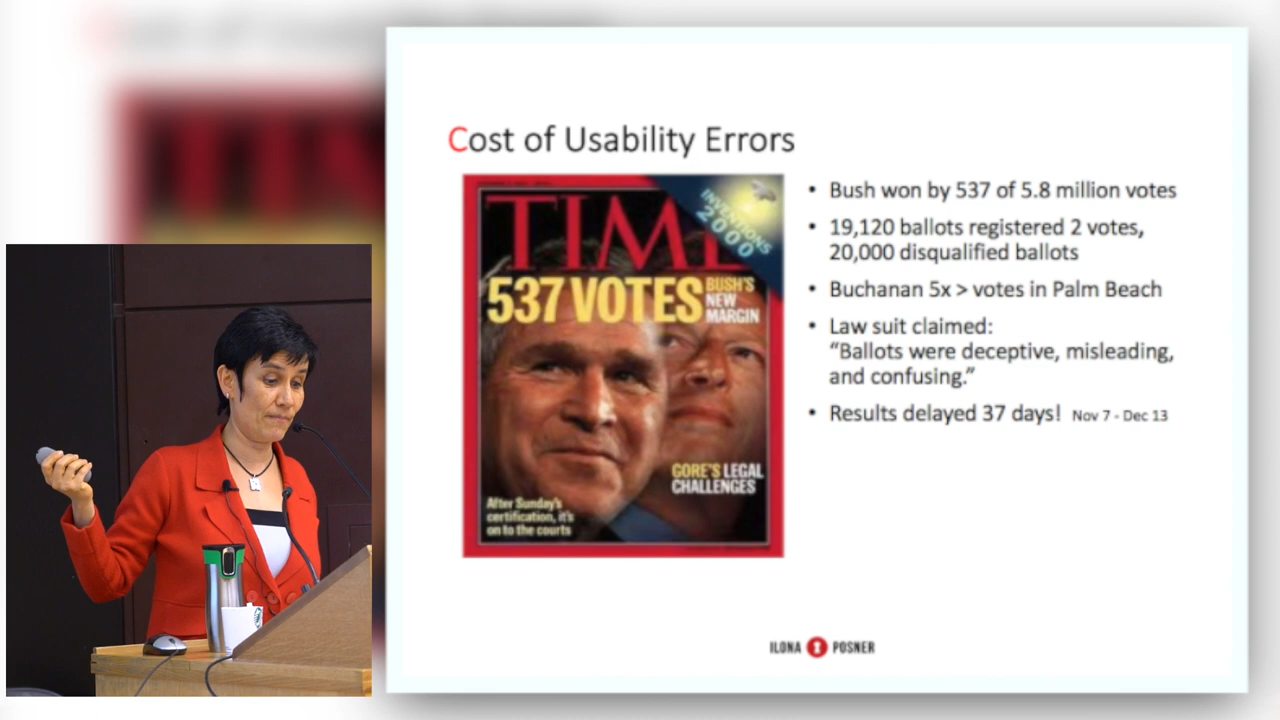 Cost of Usability Errors
TIME
INVENTIONS
2000
537 VOTES
BUSH'S
NEW
MARGIN
GORE'S LEGAL
CHALLENGES
After Sunday's
certification, it's
on to the courts
• Bush won by 537 of 5.8 million votes
• 19,120 ballots registered 2 votes,
20,000 disqualified ballots
• Buchanan 5x > votes in Palm Beach
• Law suit claimed:
“Ballots were deceptive, misleading,
and confusing.”
• Results delayed 37 days! Nov 7 - Dec 13
ILONA POSNER